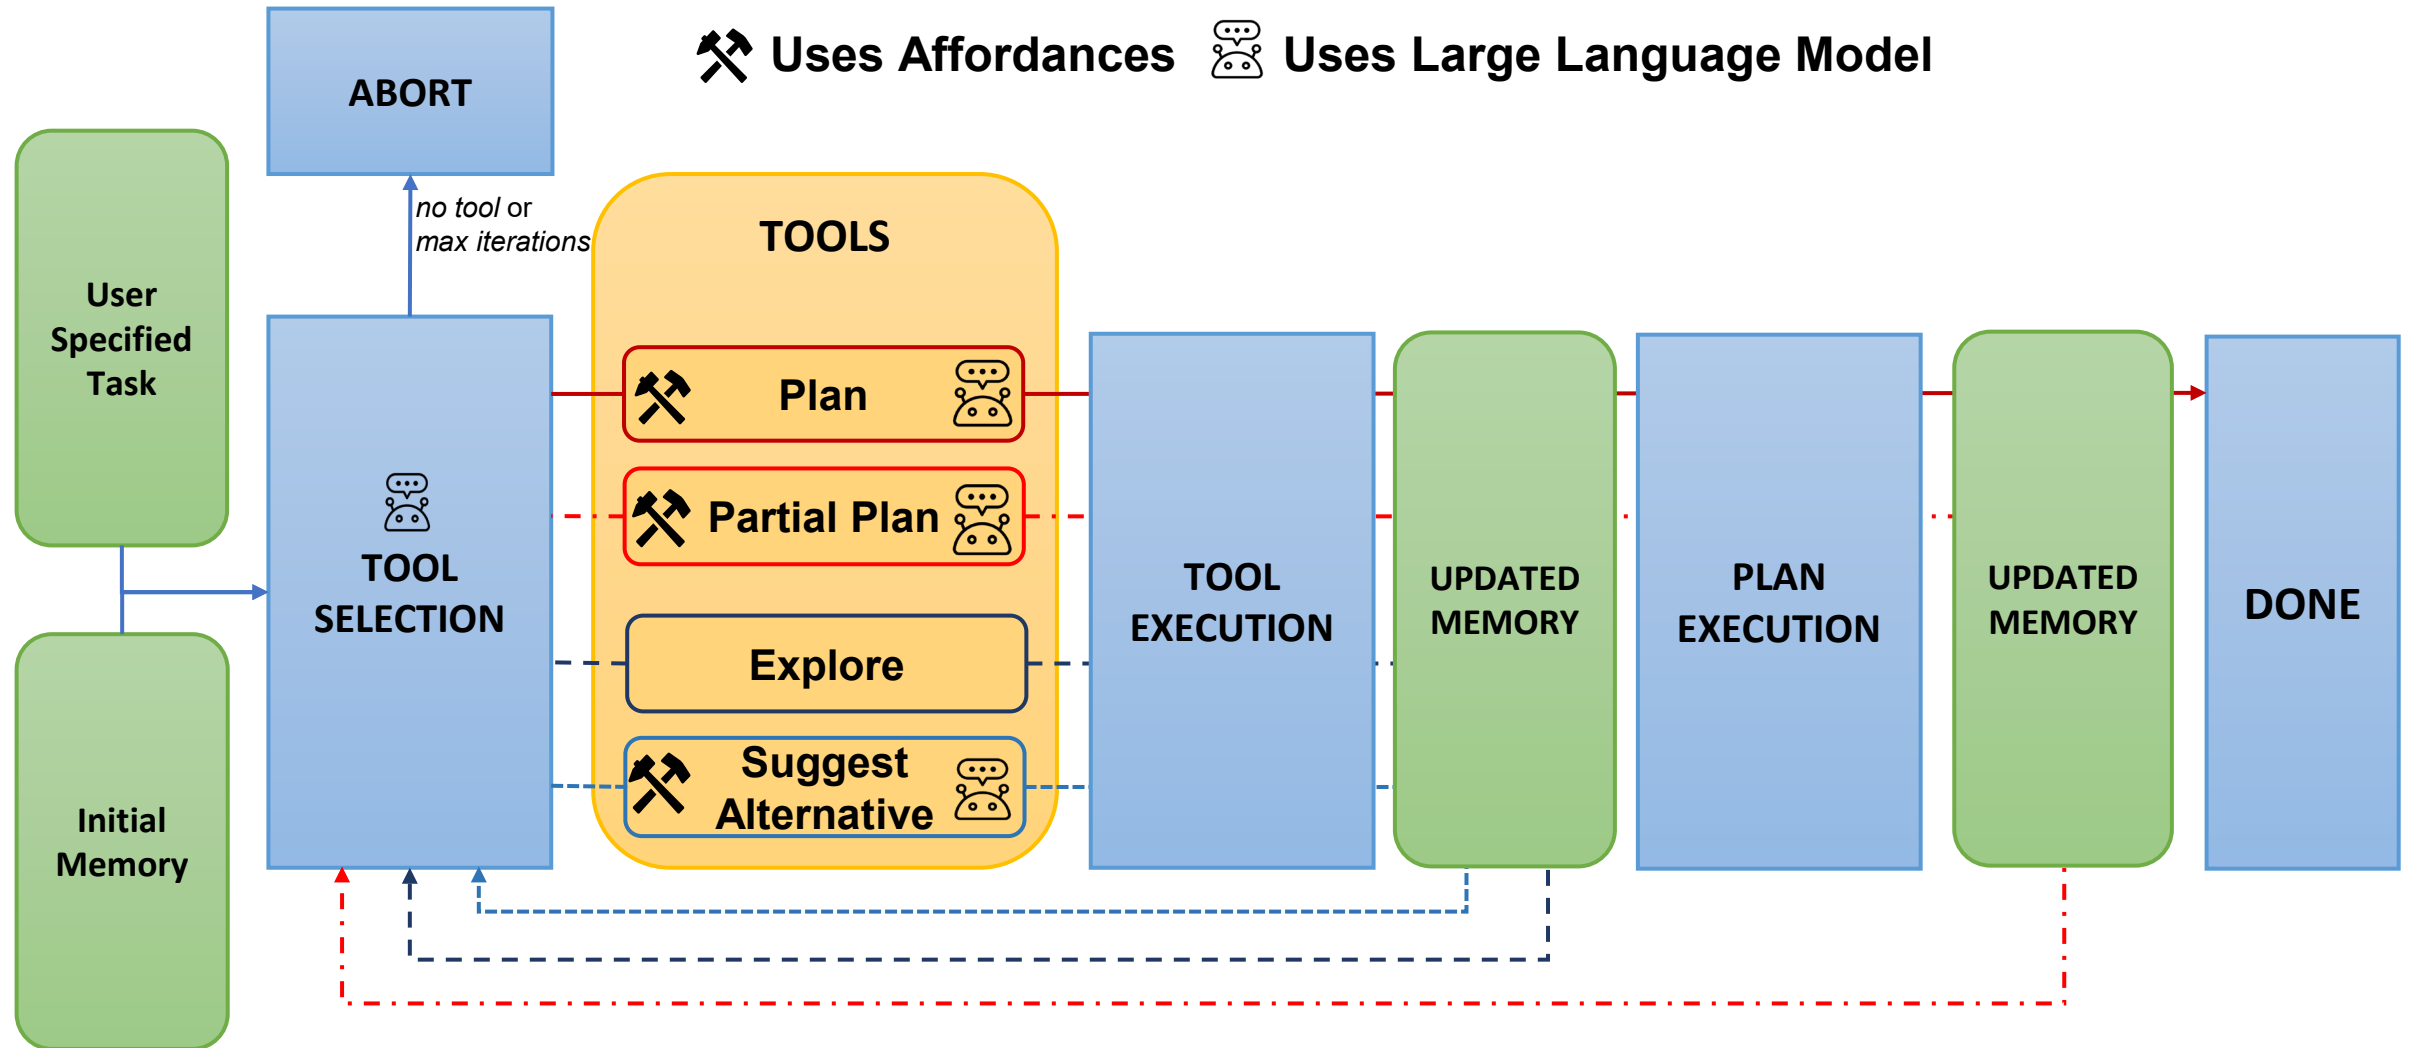 Uses Affordances
Uses Large Language Model
ABORT
no tool or
max iterations
User
Specified
Task
Initial
Memory
TOOL
SELECTION
TOOLS
Plan
Partial Plan
Explore
Suggest
Alternative
TOOL
EXECUTION
UPDATED
MEMORY
PLAN
EXECUTION
UPDATED
MEMORY
DONE